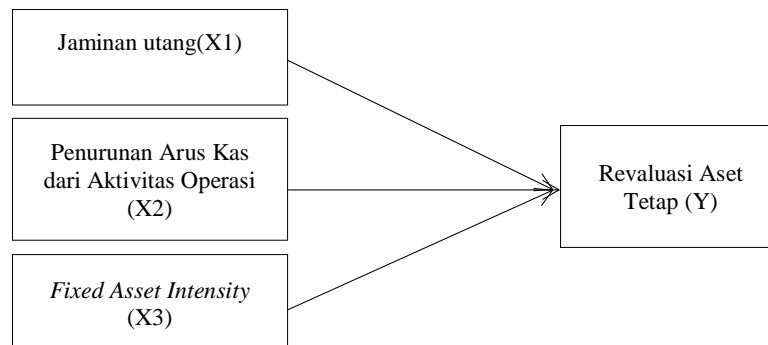 Jaminan utang(X1)
Penurunan Arus Kas
dari Aktivitas Operasi
(X2)
Fixed Asset Intensity
(X3)
Revaluasi Aset
Tetap (Y)